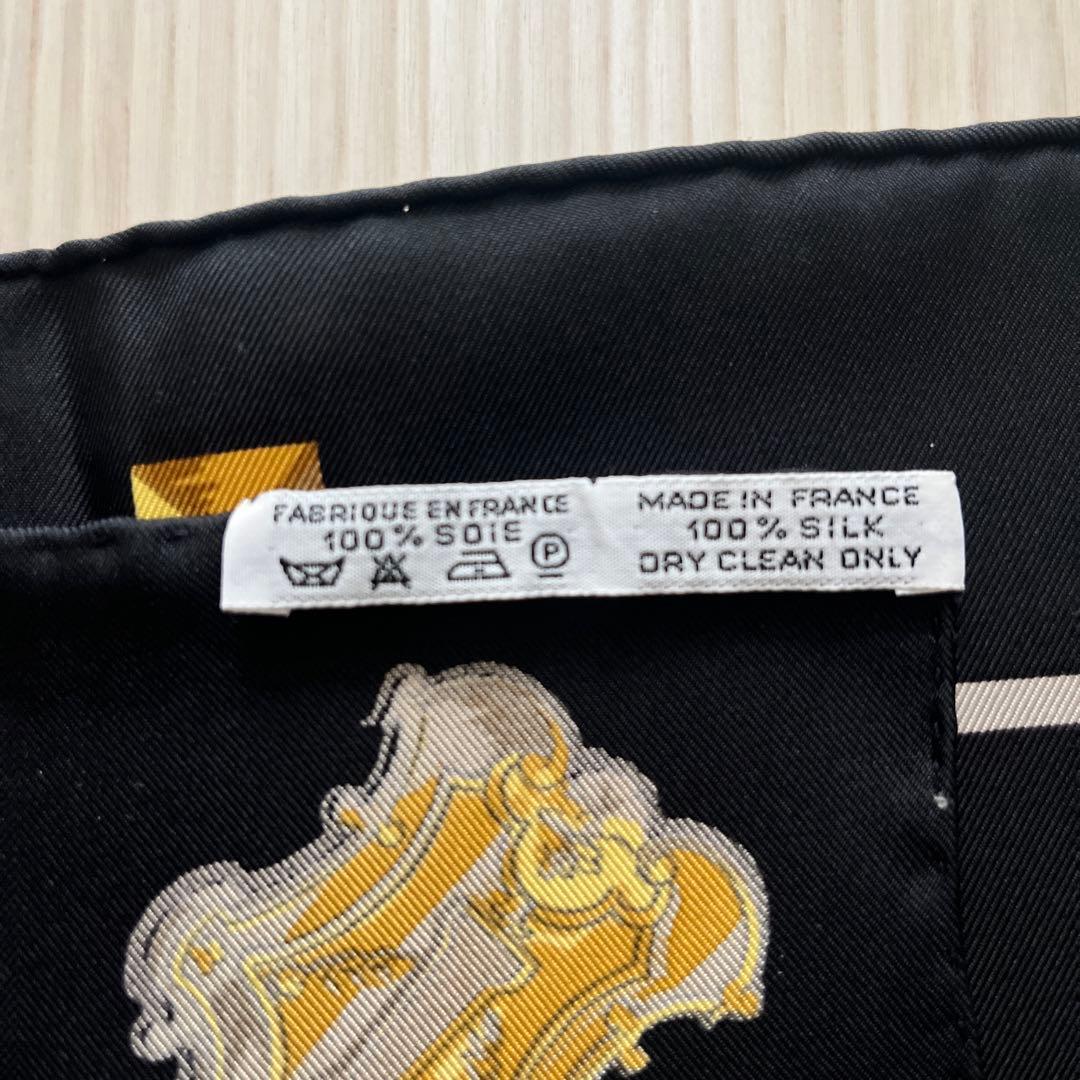 FABRIQUE EN FRANCE
100% SOIE
P
MADE IN FRANCE
100% SILK
DRY CLEAN ONLY